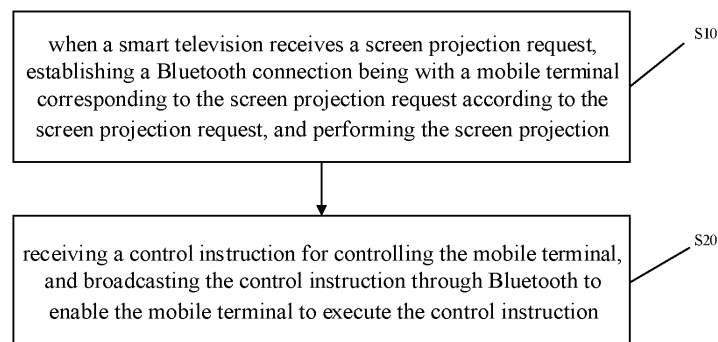 when a smart television receives a screen projection request,
S10
establishing a Bluetooth connection being with a mobile terminal
corresponding to the screen projection request according to the
screen projection request, and performing the screen projection
receiving a control instruction for controlling the mobile terminal,
S20
and broadcasting the control instruction through Bluetooth to
enable the mobile terminal to execute the control instruction